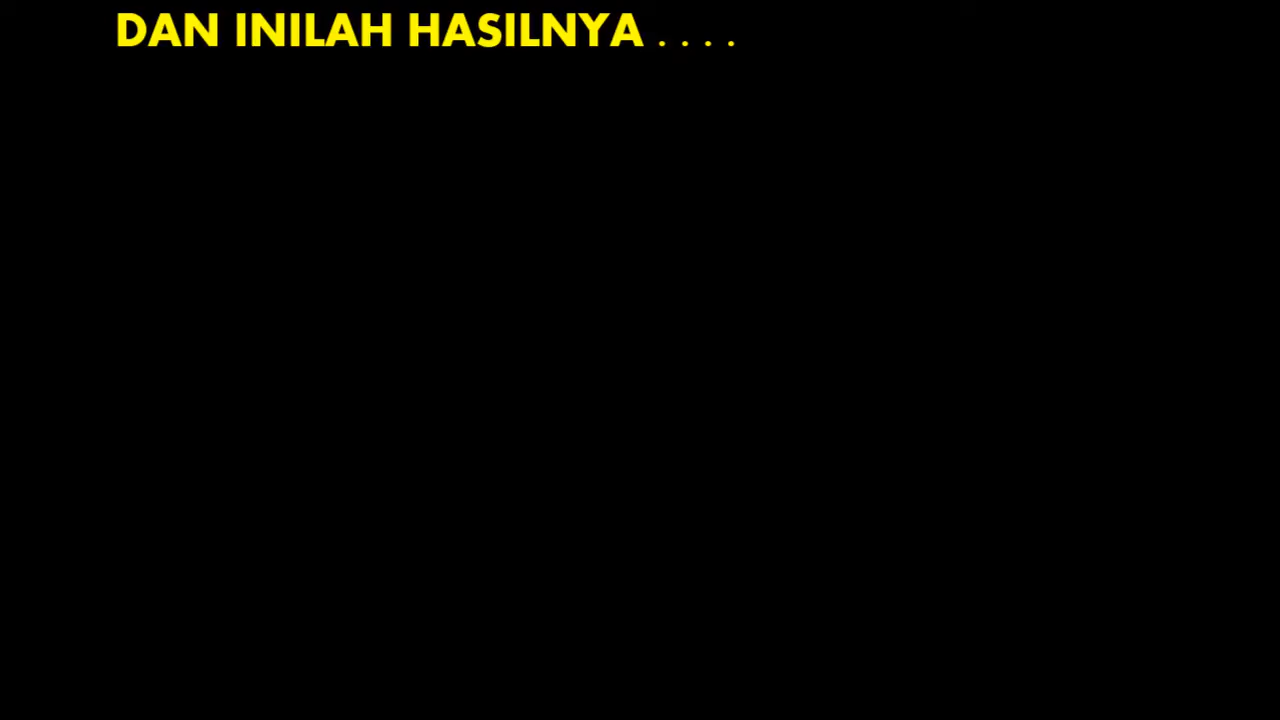 DAN INILAH HASILNYA . . . .